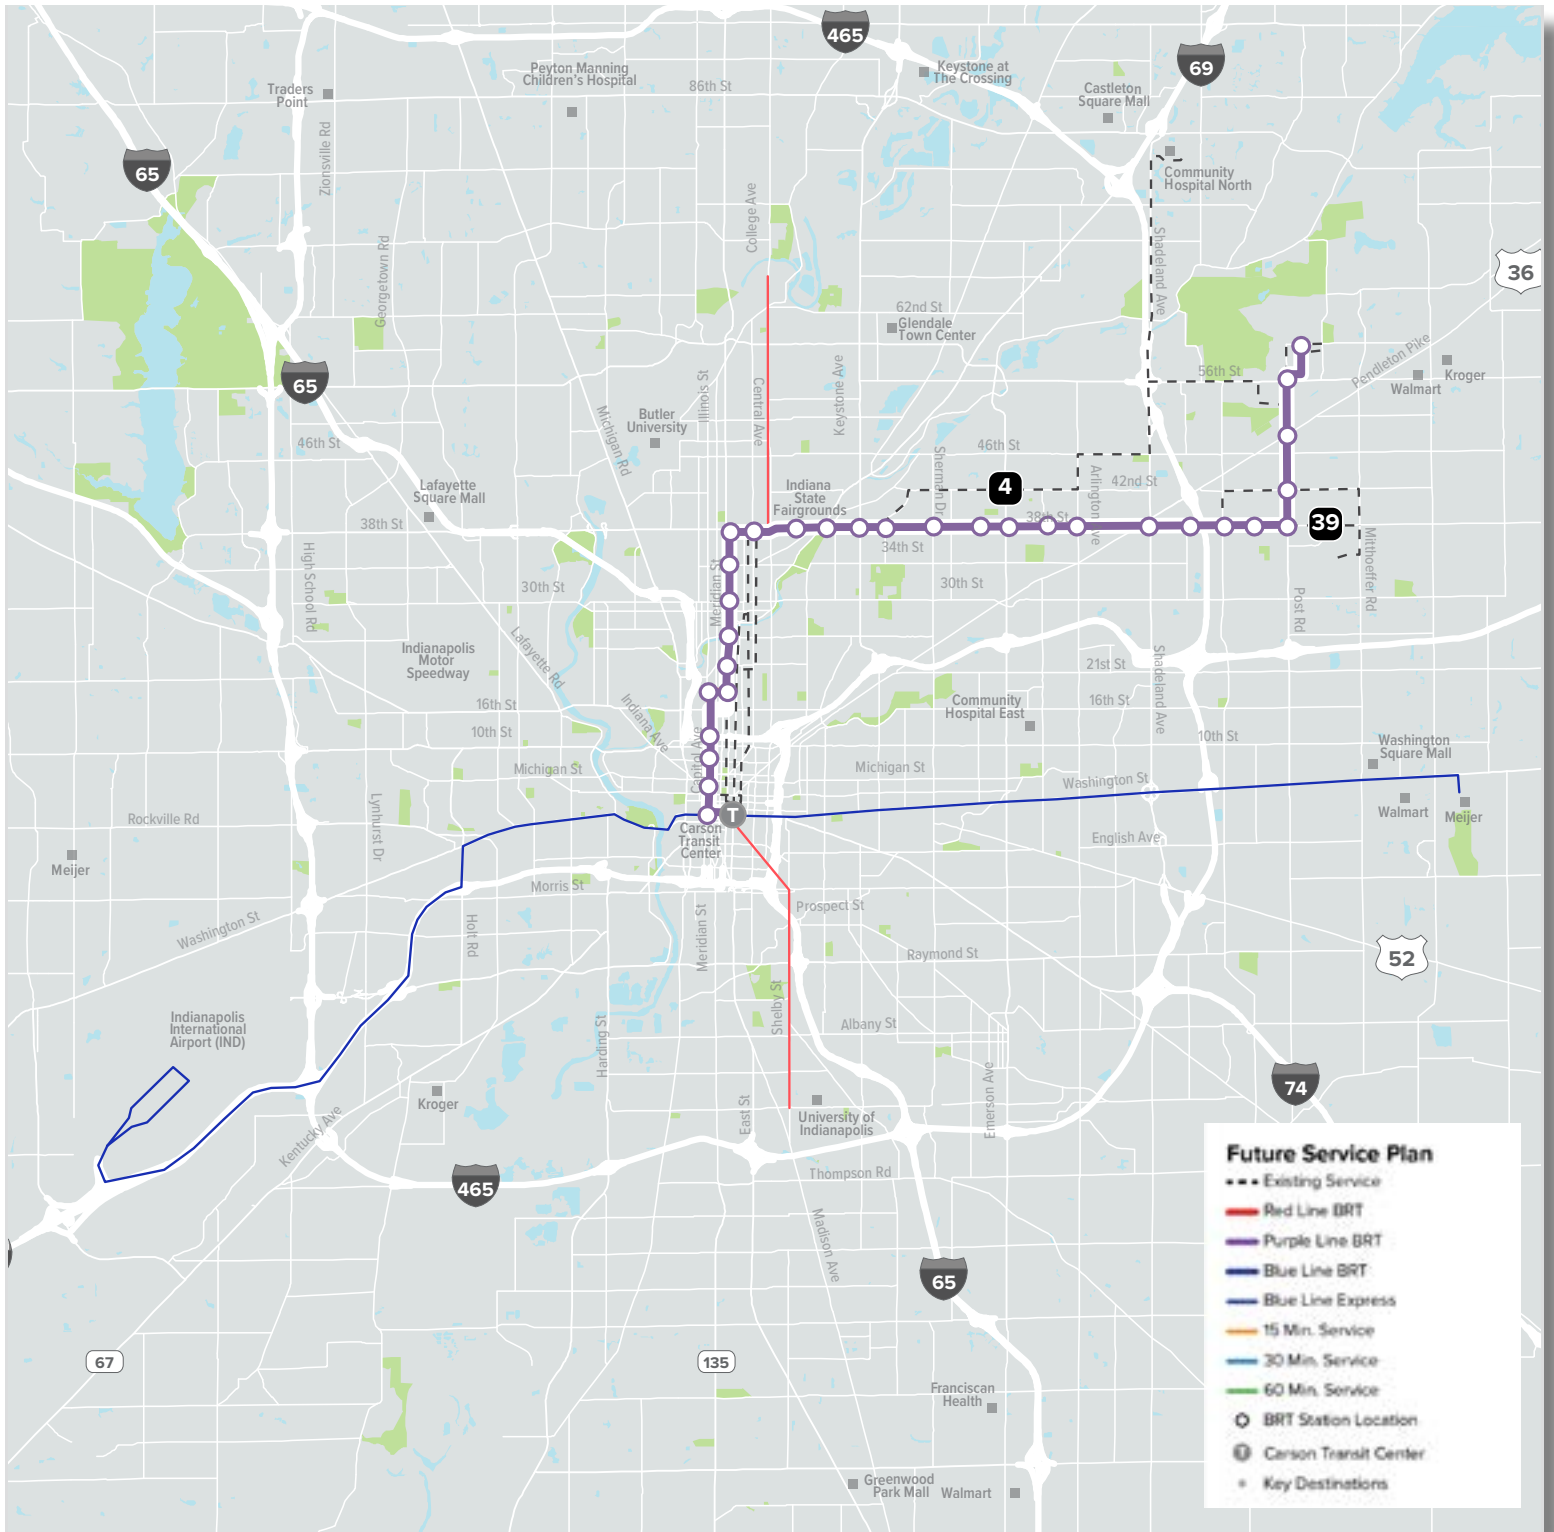 465
69
Peyton Manning
Children's Hospital
Keystone at
The Crossing
Traders
Point
86th St
Castleton
Square Mall
65
Zionsville Rd
Community
Hospital North
College Ave
Shadeland Ave
Georgetown Rd
36
62nd St
Glendale
Town Center
65
Illinois St
Central Ave
Keystone Ave
56th St
Pendleton Pike
Walmart
Kroger
Michigan Rd
Butler
University
46th St
46th St
Sherman Dr
Arlington Ave
42nd St
Lafayette
Square Mall
Indiana
State
Fairgrounds
4
38th St
38th St
39
34th St
High School Rd
Meridian St
30th St
30th St
Mitthoeffer Rd
Post Rd
Lafayette Rd
Indianapolis
Motor
Speedway
21st St
Shadeland Ave
16th St
Indiana Ave
Community
Hospital East
16th St
10th St
10th St
Capitol Ave
Washington
Square Mall
Michigan St
Michigan St
Washington St
Lynhurst Dr
Rockville Rd
T
Walmart
Meijer
Carson
Transit
Center
English Ave
Meijer
Morris St
Prospect St
Washington St
Holt Rd
Meridian St
Raymond St
52
Shelby St
Indianapolis
International
Airport (IND)
Harding St
Albany St
Emerson Ave
74
Kroger
East St
University of
Indianapolis
Kentucky Ave
Thompson Rd
465
Madison Ave
65
67
135
Franciscan
Health
Greenwood
Park Mall
Walmart
Future Service Plan
Existing Service
Red Line BRT
Purple Line BRT
Blue Line BRT
Blue Line Express
15 Min. Service
30 Min. Service
60 Min. Service
BRT Station Location
T
Carson Transit Center
Key Destinations